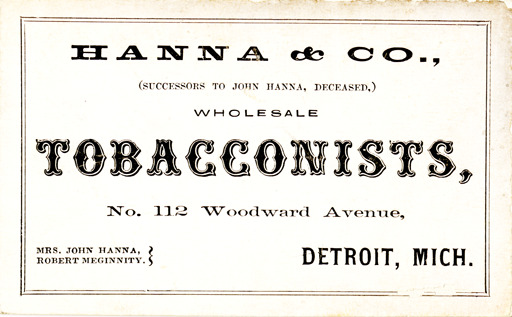 HANNA & CO.,
(SUCCESSORS TO JOHN HANNA, DECEASED,)
WHOLESALE
TOBACCONISTS,
No. 112 Woodward Avenue,
MRS. JOHN HANNA,
ROBERT MEGINNITY.
DETROIT, MICH.